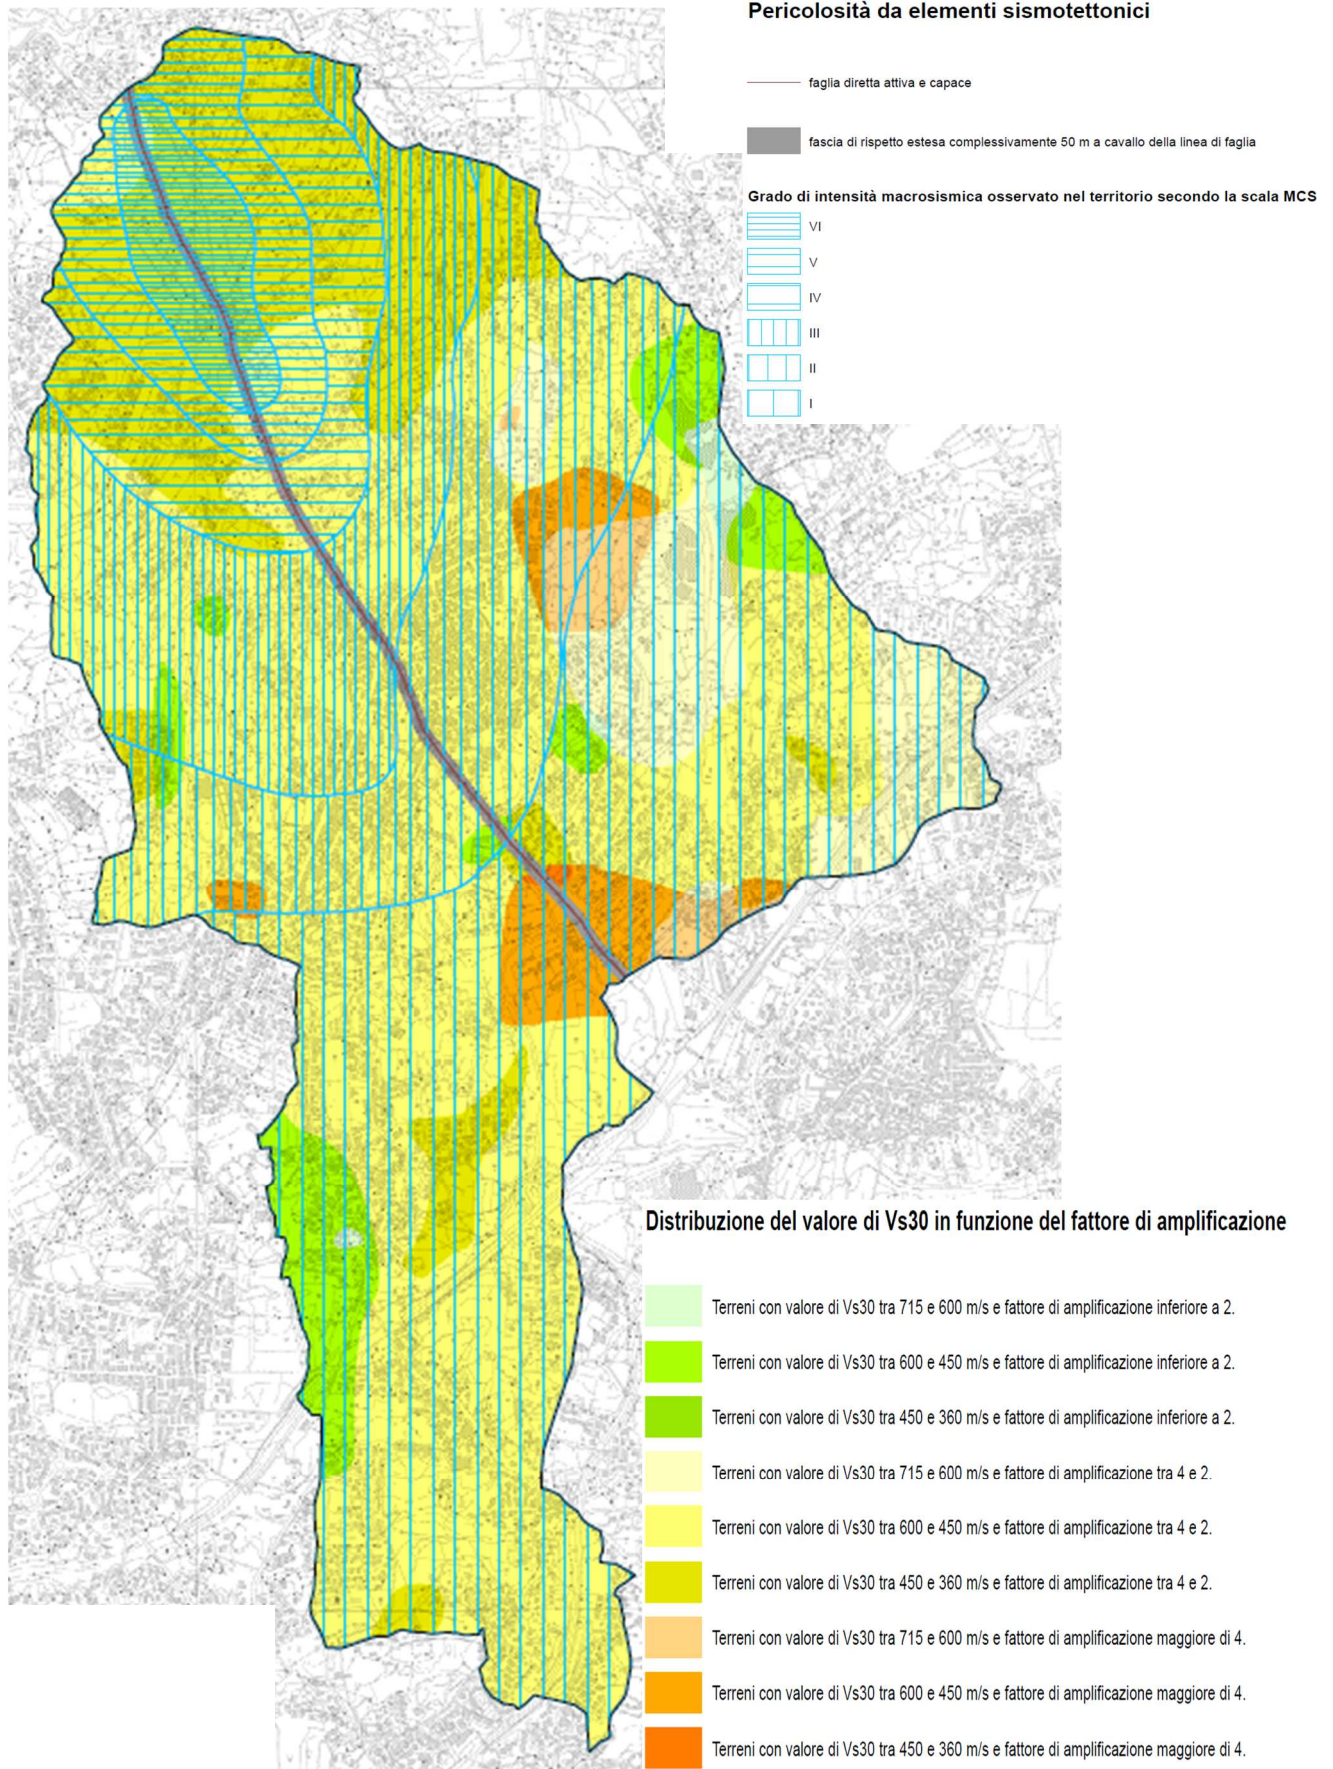 Pericolosità da elementi sismotettonici
faglia diretta attiva e capace
fascia di rispetto estesa complessivamente 50 m a cavallo della linea di faglia
Grado di intensità macrosismica osservato nel territorio secondo la scala MCS
VI
V
IV
III
II
I
Distribuzione del valore di Vs30 in funzione del fattore di amplificazione
Terreni con valore di Vs30 tra 715 e 600 m/s e fattore di amplificazione inferiore a 2.
Terreni con valore di Vs30 tra 600 e 450 m/s e fattore di amplificazione inferiore a 2.
Terreni con valore di Vs30 tra 450 e 360 m/s e fattore di amplificazione inferiore a 2.
Terreni con valore di Vs30 tra 715 e 600 m/s e fattore di amplificazione tra 4 e 2.
Terreni con valore di Vs30 tra 600 e 450 m/s e fattore di amplificazione tra 4 e 2.
Terreni con valore di Vs30 tra 450 e 360 m/s e fattore di amplificazione tra 4 e 2.
Terreni con valore di Vs30 tra 715 e 600 m/s e fattore di amplificazione maggiore di 4.
Terreni con valore di Vs30 tra 600 e 450 m/s e fattore di amplificazione maggiore di 4.
Terreni con valore di Vs30 tra 450 e 360 m/s e fattore di amplificazione maggiore di 4.